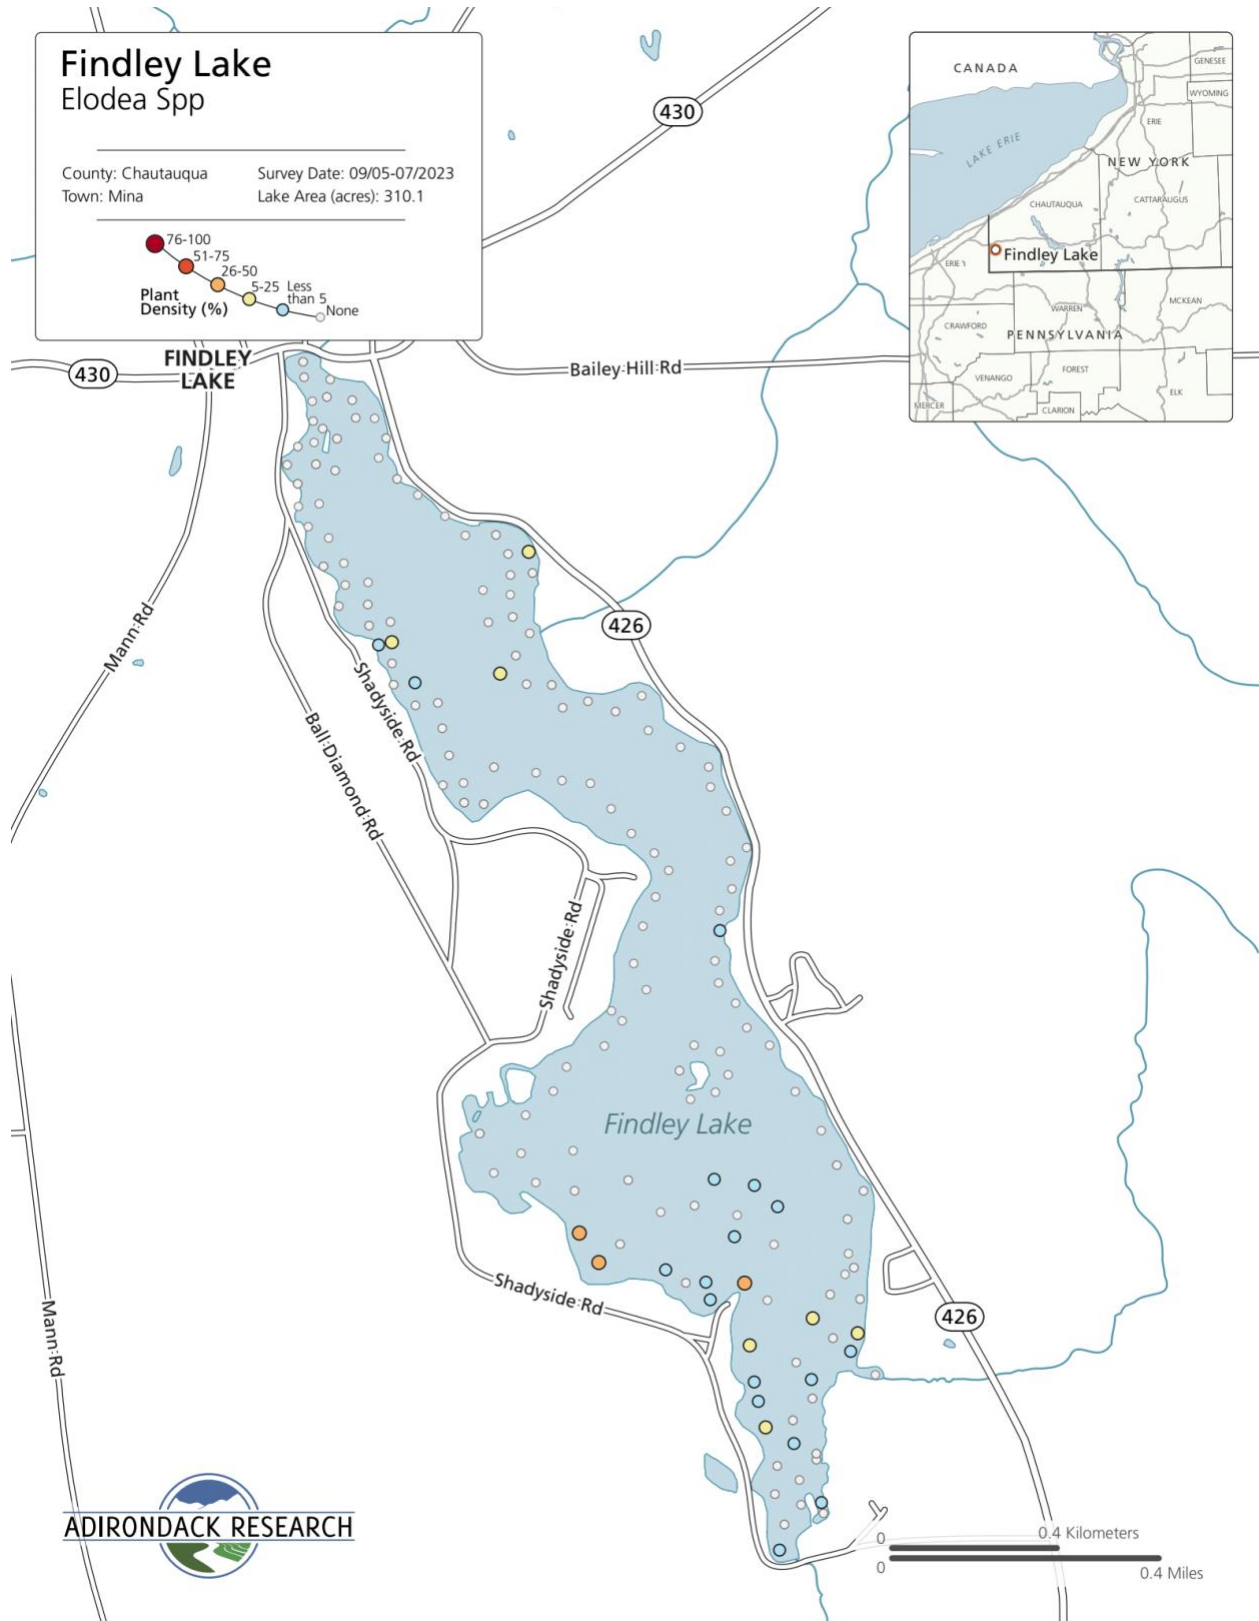 Findley Lake
Elodea Spp
County: Chautauqua
Survey Date: 09/05-07/2023
Town: Mina
Lake Area (acres): 310.1
76-100
51-75
26-50
5-25
Less
than 5
None
Plant
Density (%)
430
CANADA
GENESEE
WYOMING
ERIE
LAKE ERIE
NEW YORK
CHAUTAUQUA
CATTARAUGUS
Findley Lake
ERIE
WARREN
MCKEAN
CRAWFORD
PENNSYLVANIA
VENANGO
FOREST
ELK
MERCER
CLARION
FINDLEY
LAKE
430
Bailey Hill Rd
Mann Rd
426
Shadyside Rd
Ball Diamond Rd
Shadyside Rd
Findley Lake
Shadyside Rd
Mann Rd
426
ADIRONDACK RESEARCH
0 0.4 Kilometers
0 0.4 Miles